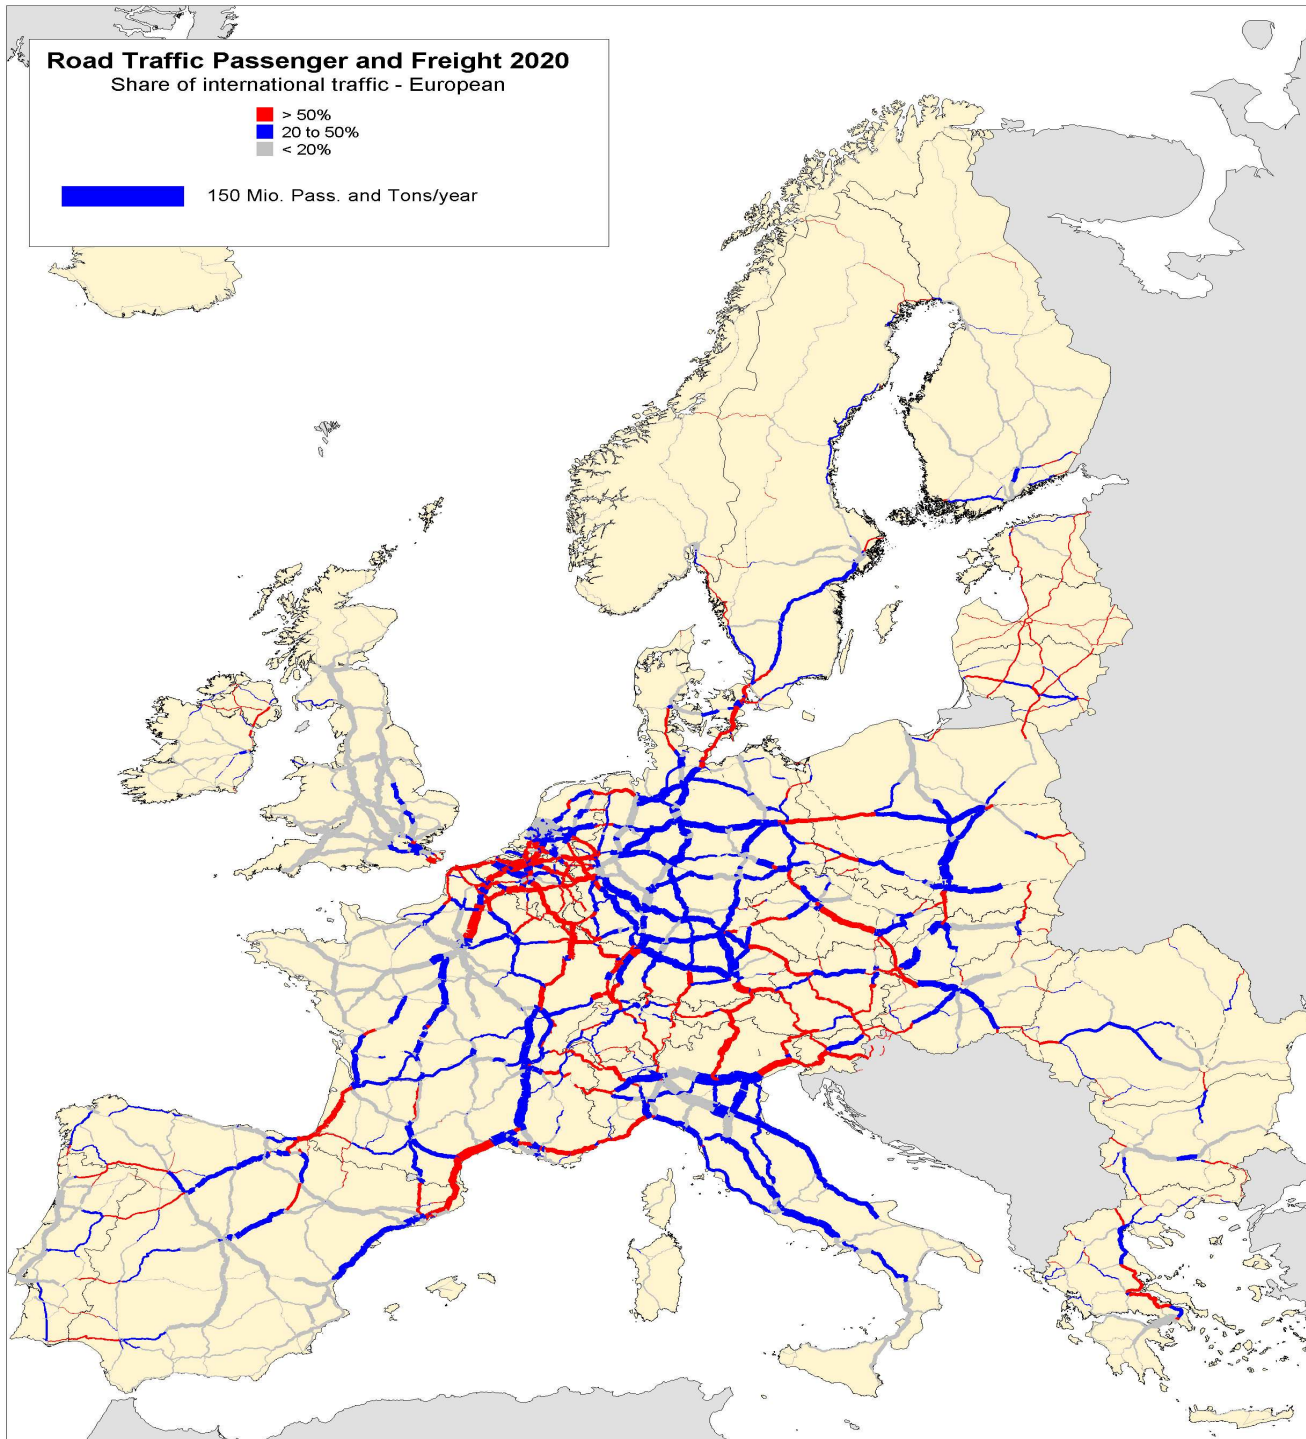 Road Traffic Passenger and Freight 2020
Share of international traffic - European
> 50%
20 to 50%
< 20%
150 Mio. Pass. and Tons/year